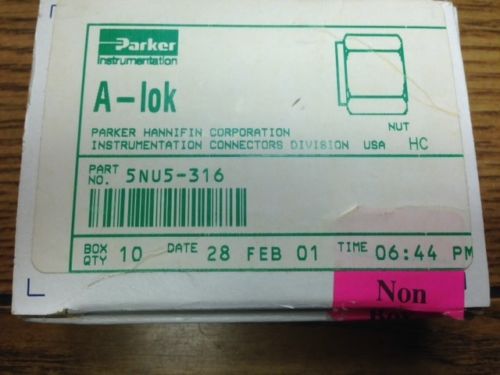 Parker
Instrumentation
A-lok
NUT
PARKER HANNIFIN CORPORATION
INSTRUMENTATION CONNECTORS DIVISION USA HC
PART NO. 5NU5-316
BOX QTY 10 DATE 28 FEB 01 TIME 06:44 PM
Non